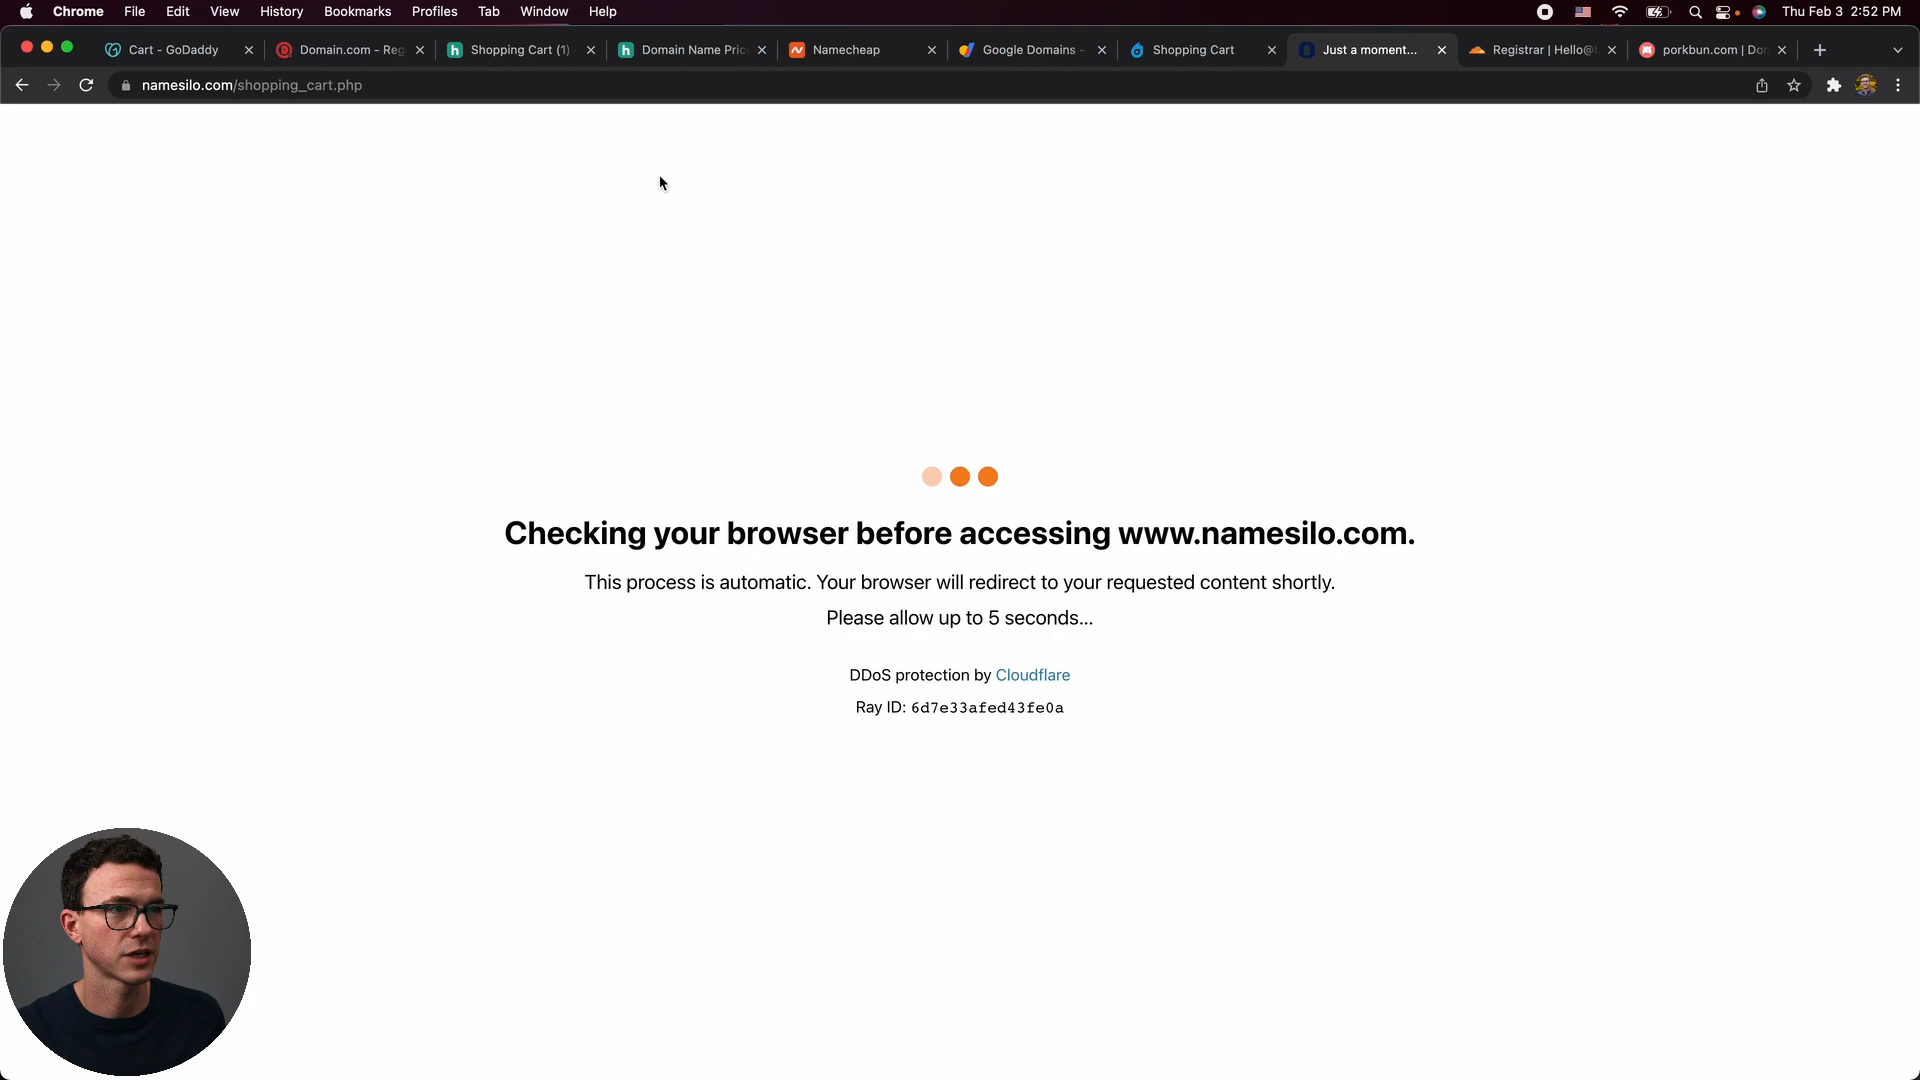 Chrome File Edit View History Bookmarks Profiles Tab Window Help Thu Feb 3 2:52 PM
Cart - GoDaddy Domain.com - Reg Shopping Cart (1) Domain Name Pric Namecheap Google Domains - Shopping Cart Just a moment... Registrar | Hello@ porkbun.com | Do
namesilo.com/shopping_cart.php
Checking your browser before accessing www.namesilo.com.
This process is automatic. Your browser will redirect to your requested content shortly.
Please allow up to 5 seconds...
DDoS protection by Cloudflare
Ray ID: 6d7e33afed43fe0a